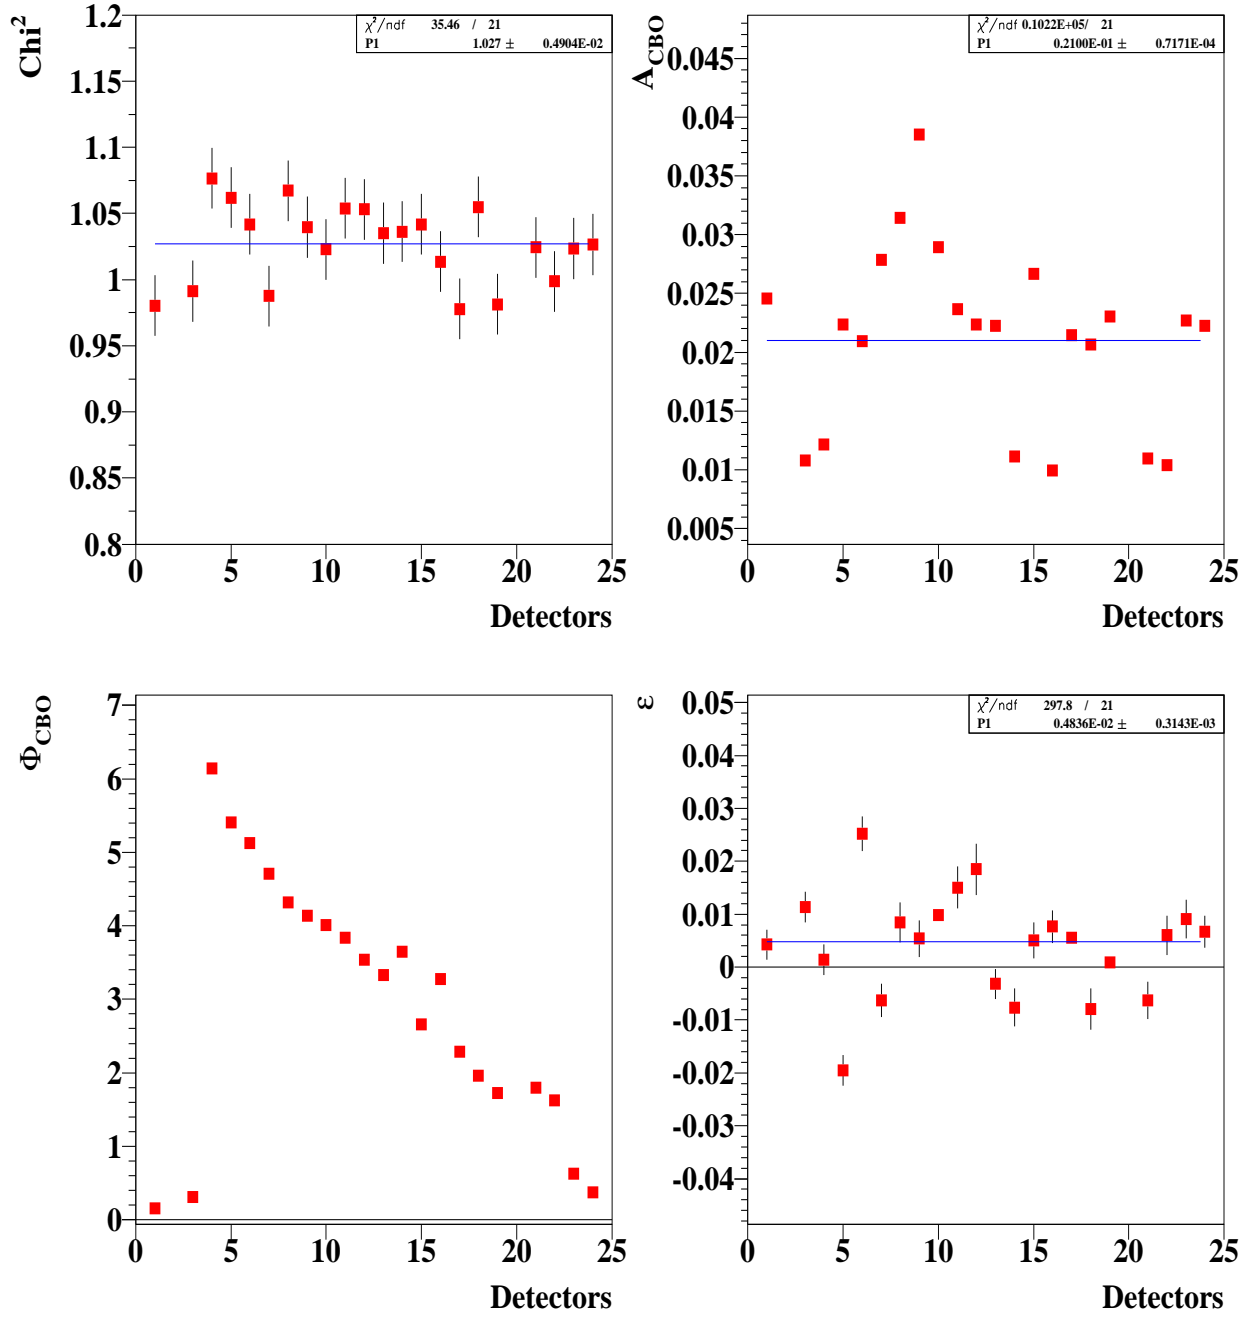 Chi²
χ²/ndf 35.46 / 21
P1 1.027 ± 0.4904E-02
1.2
1.15
1.1
1.05
1
0.95
0.9
0.85
0.8
0 5 10 15 20 25
Detectors
A_CBO
χ²/ndf 0.1022E+05/ 21
P1 0.2100E-01 ± 0.7171E-04
0.045
0.04
0.035
0.03
0.025
0.02
0.015
0.01
0.005
0 5 10 15 20 25
Detectors
Φ_CBO
7
6
5
4
3
2
1
0
0 5 10 15 20 25
Detectors
ε
χ²/ndf 297.8 / 21
P1 0.4836E-02 ± 0.3143E-03
0.05
0.04
0.03
0.02
0.01
0
-0.01
-0.02
-0.03
-0.04
0 5 10 15 20 25
Detectors